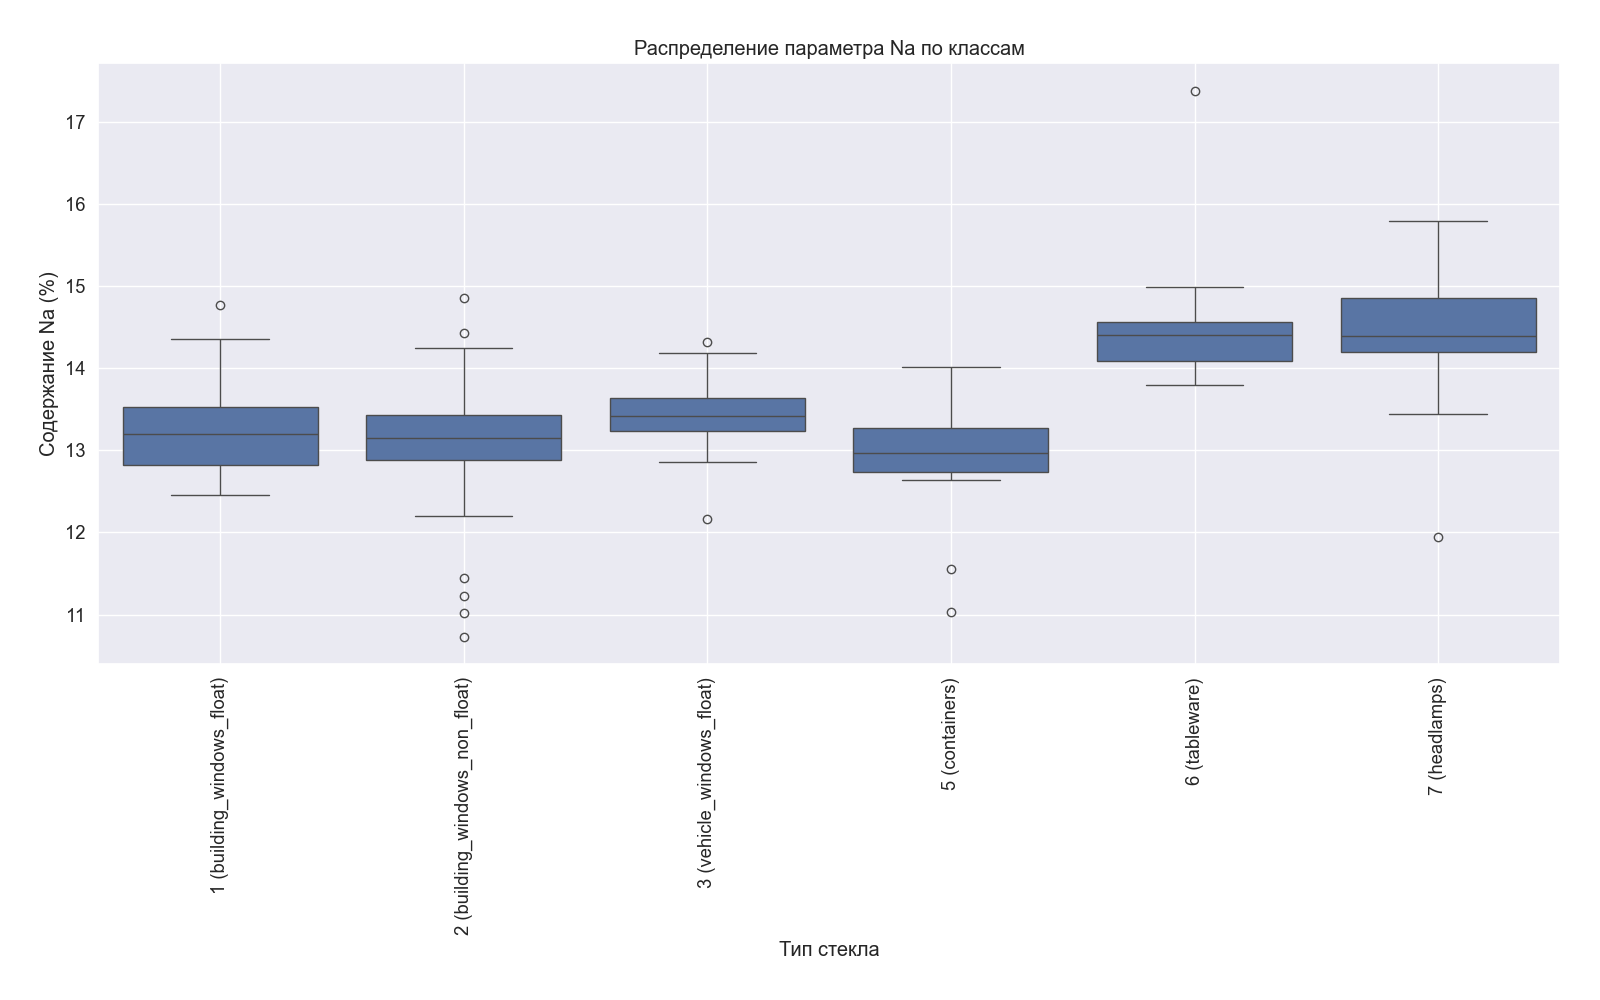 Распределение параметра Na по классам
Содержание Na (%)
17
16
15
14
13
12
11
1 (building_windows_float)
2 (building_windows_non_float)
3 (vehicle_windows_float)
5 (containers)
6 (tableware)
7 (headlamps)
Тип стекла